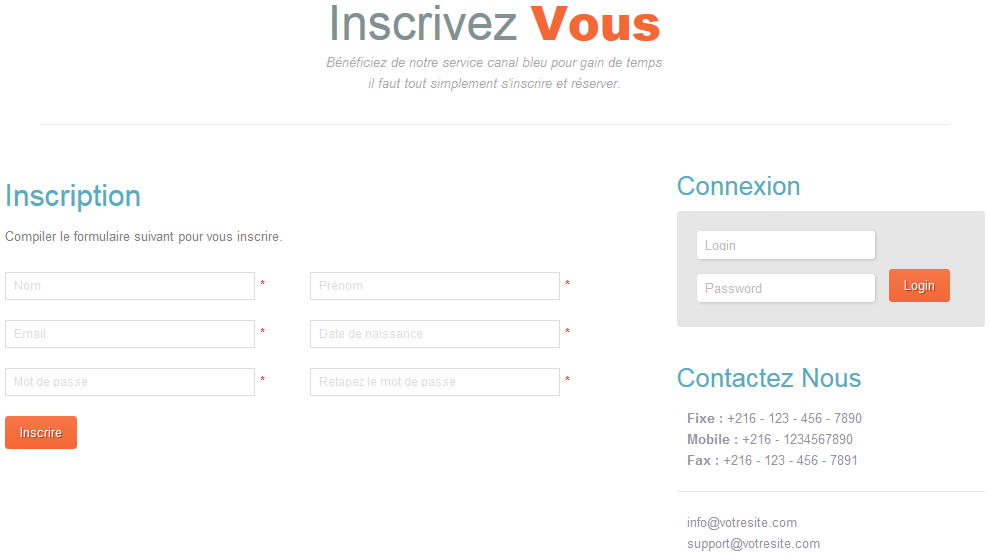 Inscrivez Vous
Bénéficiez de notre service canal bleu pour gain de temps
il faut tout simplement s'inscrire et réserver.
Inscription
Compiler le formulaire suivant pour vous inscrire.
Nom * Prénom *
Email * Date de naissance *
Mot de passe * Retapez le mot de passe *
Inscrire
Connexion
Login
Password
Login
Contactez Nous
Fixe : +216 - 123 - 456 - 7890
Mobile : +216 - 1234567890
Fax : +216 - 123 - 456 - 7891
info@votresite.com
support@votresite.com